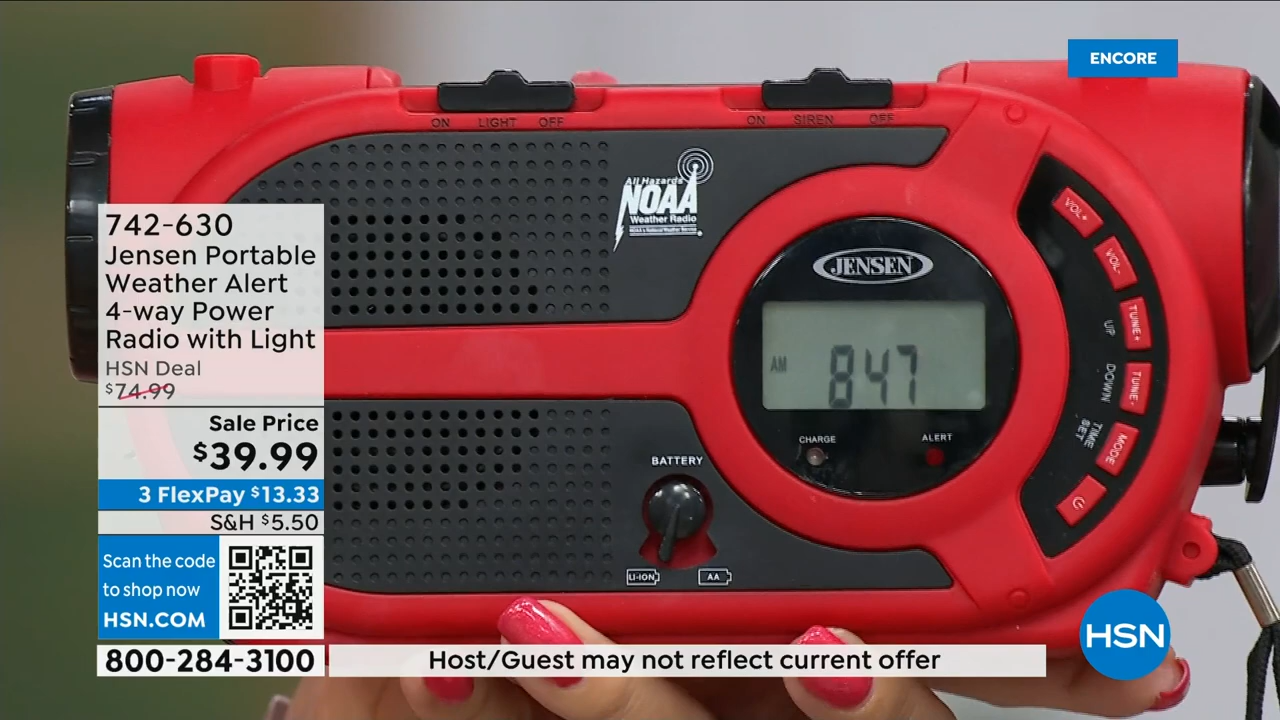 ENCORE
ON LIGHT OFF
ON SIREN OFF
All Hazards
NOAA
Weather Radio
VOL+
VOL-
TUNE+
UP
TUNE-
DOWN
MODE
TIME SET
JENSEN
AM 847
CHARGE
ALERT
BATTERY
LI-ION
AA
742-630
Jensen Portable
Weather Alert
4-way Power
Radio with Light
HSN Deal
$74.99
Sale Price
$39.99
3 FlexPay $13.33
S&H $5.50
Scan the code
to shop now
HSN.COM
800-284-3100
Host/Guest may not reflect current offer
HSN